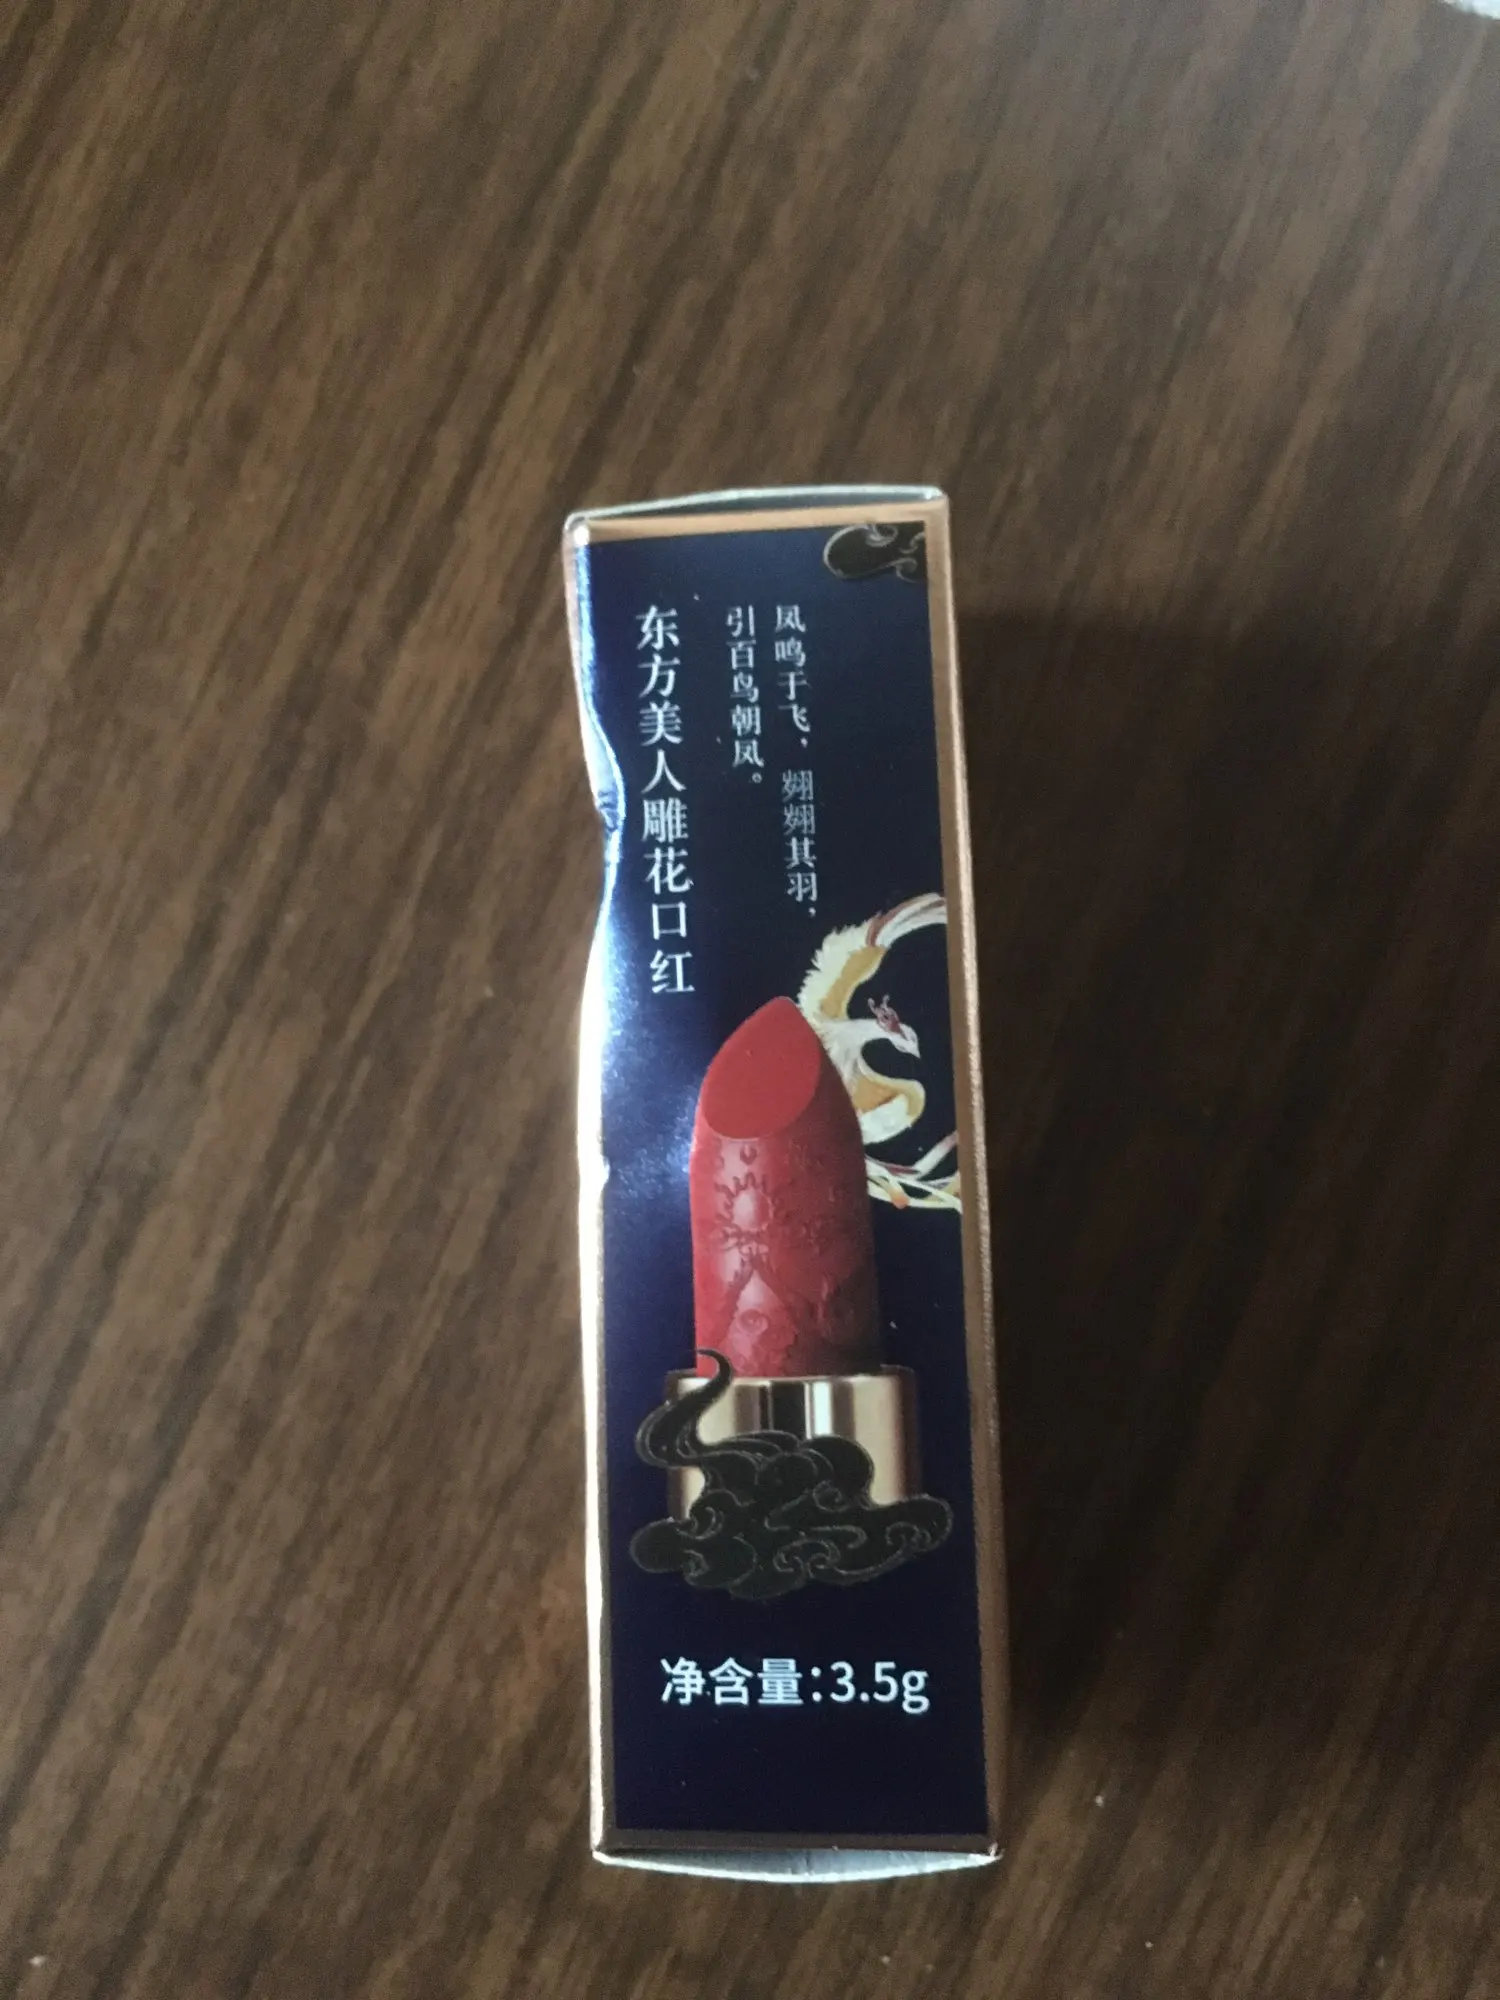 凤鸣于飞，翙翙其羽，
引百鸟朝凤。
东方美人雕花口红
净含量：3.5g